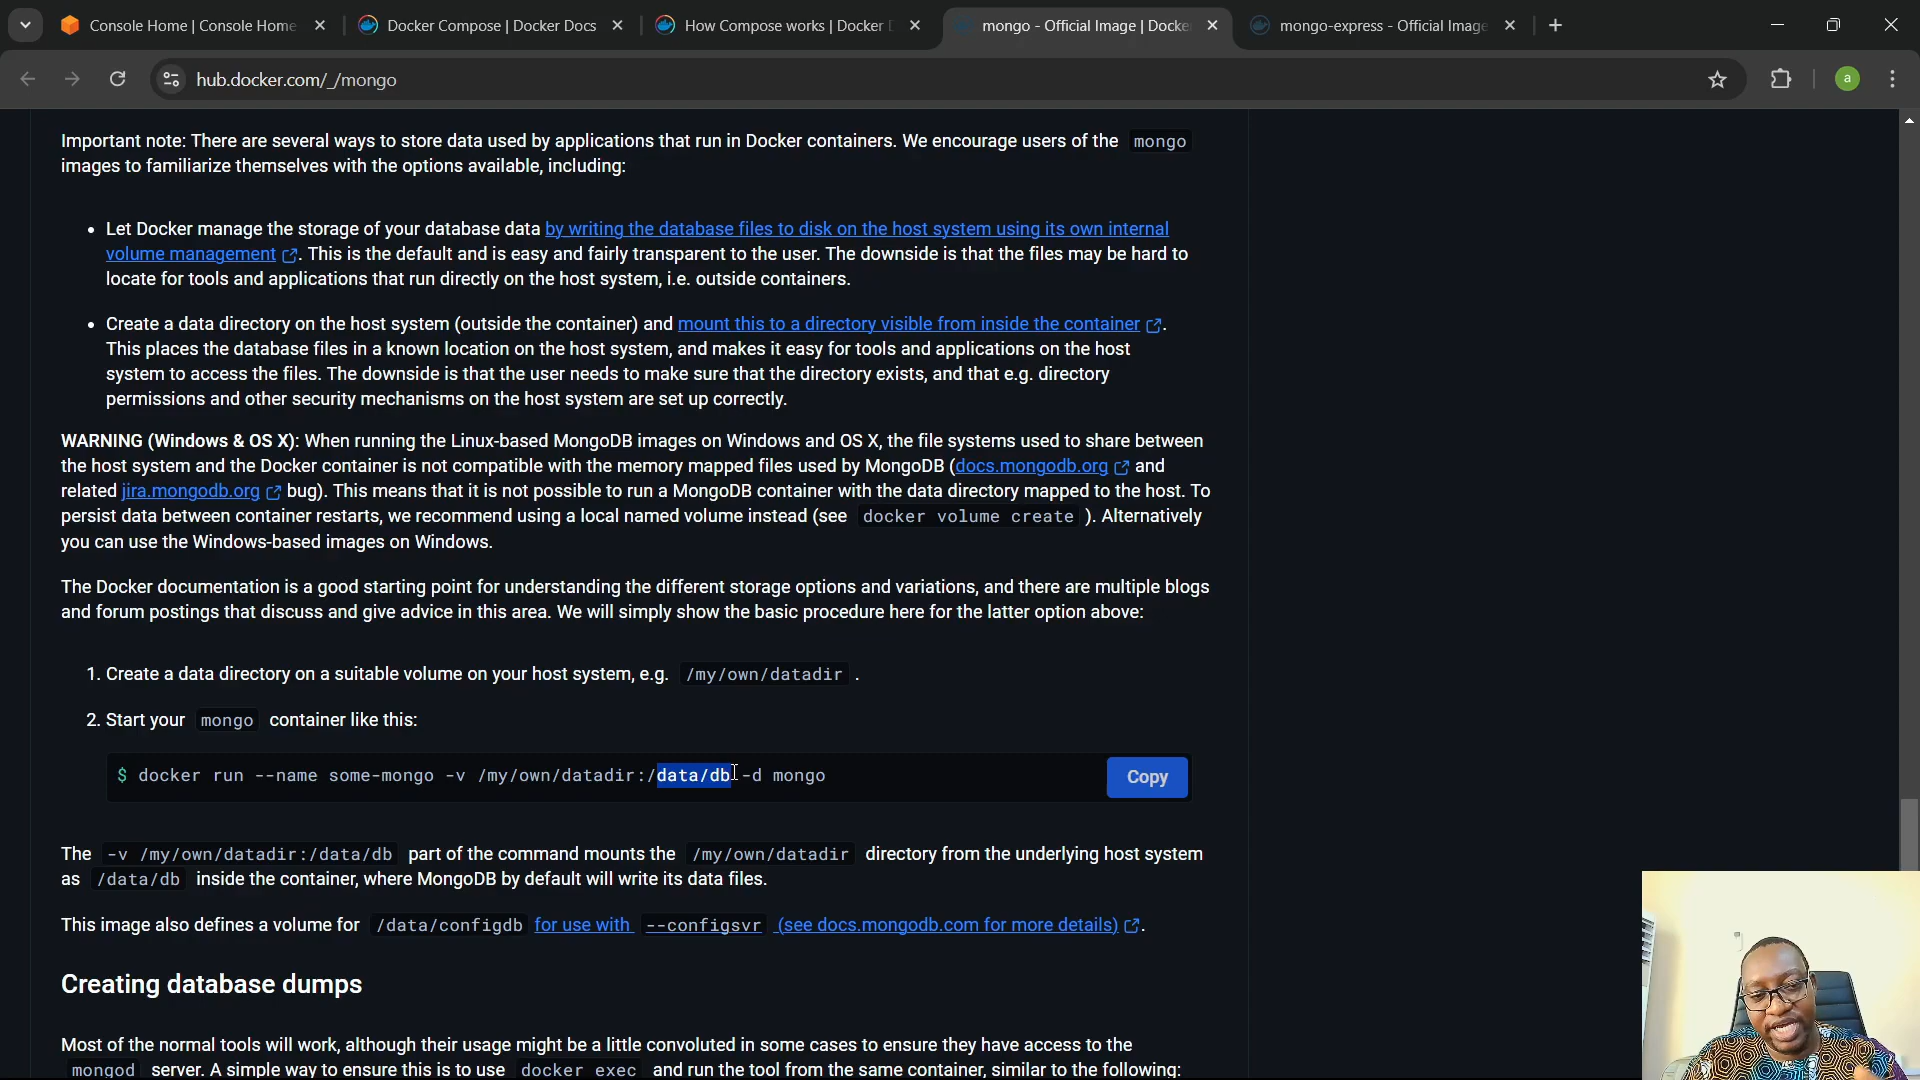 Console Home | Console Home
Docker Compose | Docker Docs
How Compose works | Docker D
mongo - Official Image | Docke
mongo-express - Official Image
hub.docker.com/_/mongo
a
Important note: There are several ways to store data used by applications that run in Docker containers. We encourage users of the mongo
images to familiarize themselves with the options available, including:
• Let Docker manage the storage of your database data by writing the database files to disk on the host system using its own internal
volume management. This is the default and is easy and fairly transparent to the user. The downside is that the files may be hard to
locate for tools and applications that run directly on the host system, i.e. outside containers.
• Create a data directory on the host system (outside the container) and mount this to a directory visible from inside the container.
This places the database files in a known location on the host system, and makes it easy for tools and applications on the host
system to access the files. The downside is that the user needs to make sure that the directory exists, and that e.g. directory
permissions and other security mechanisms on the host system are set up correctly.
WARNING (Windows & OS X): When running the Linux-based MongoDB images on Windows and OS X, the file systems used to share between
the host system and the Docker container is not compatible with the memory mapped files used by MongoDB (docs.mongodb.org and
related jira.mongodb.org bug). This means that it is not possible to run a MongoDB container with the data directory mapped to the host. To
persist data between container restarts, we recommend using a local named volume instead (see docker volume create ). Alternatively
you can use the Windows-based images on Windows.
The Docker documentation is a good starting point for understanding the different storage options and variations, and there are multiple blogs
and forum postings that discuss and give advice in this area. We will simply show the basic procedure here for the latter option above:
1. Create a data directory on a suitable volume on your host system, e.g. /my/own/datadir .
2. Start your mongo container like this:
$ docker run --name some-mongo -v /my/own/datadir:/data/db -d mongo
Copy
The -v /my/own/datadir:/data/db part of the command mounts the /my/own/datadir directory from the underlying host system
as /data/db inside the container, where MongoDB by default will write its data files.
This image also defines a volume for /data/configdb for use with --configsvr (see docs.mongodb.com for more details).
Creating database dumps
Most of the normal tools will work, although their usage might be a little convoluted in some cases to ensure they have access to the
mongod server. A simple way to ensure this is to use docker exec and run the tool from the same container, similar to the following: